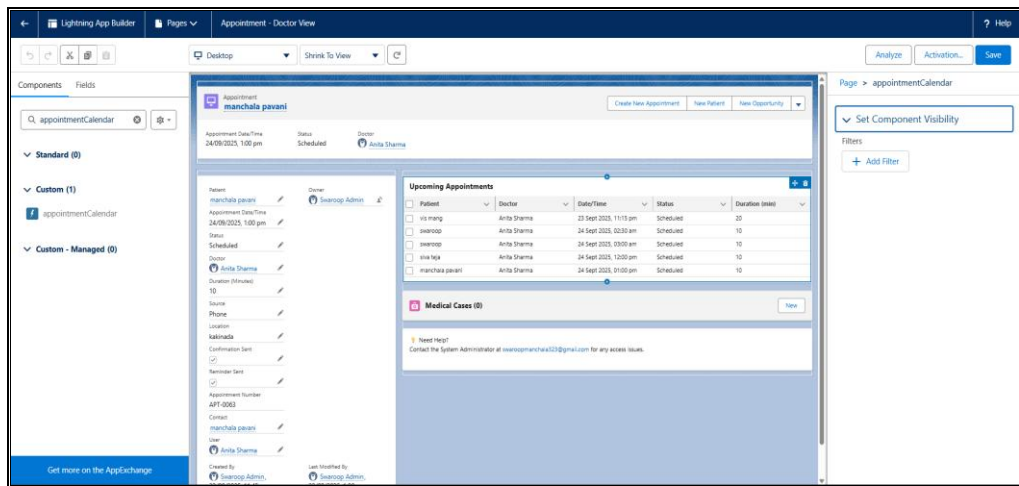 Lightning App Builder
Pages
Appointment - Doctor View
? Help
Desktop
Shrink To View
Analyze
Activation...
Save
Components
Fields
appointmentCalendar
Standard (0)
Custom (1)
appointmentCalendar
Custom - Managed (0)
Get more on the AppExchange
Appointment
manchala pavani
Create New Appointment
New Patient
New Opportunity
Appointment Date/Time
Status
Doctor
24/09/2025, 1:00 pm
Scheduled
Anita Sharma
Patient
Owner
manchala pavani
Swaroop Admin
Appointment Date/Time
24/09/2025, 1:00 pm
Status
Scheduled
Doctor
Anita Sharma
Duration (Minutes)
10
Source
Phone
Location
kakinada
Confirmation Sent
Reminder Sent
Appointment Number
APT-0063
Contact
manchala pavani
User
Anita Sharma
Created By
Last Modified By
Swaroop Admin,
Swaroop Admin,
Upcoming Appointments
Patient Doctor Date/Time Status Duration (min)
vis mang Anita Sharma 23 Sept 2025, 11:15 pm Scheduled 20
swaroop Anita Sharma 24 Sept 2025, 02:30 am Scheduled 10
swaroop Anita Sharma 24 Sept 2025, 03:00 am Scheduled 10
siva teja Anita Sharma 24 Sept 2025, 12:00 pm Scheduled 10
manchala pavani Anita Sharma 24 Sept 2025, 01:00 pm Scheduled 10
Medical Cases (0)
New
Need Help?
Contact the System Administrator at swaroopmanchala523@gmail.com for any access issues.
Page > appointmentCalendar
Set Component Visibility
Filters
+ Add Filter